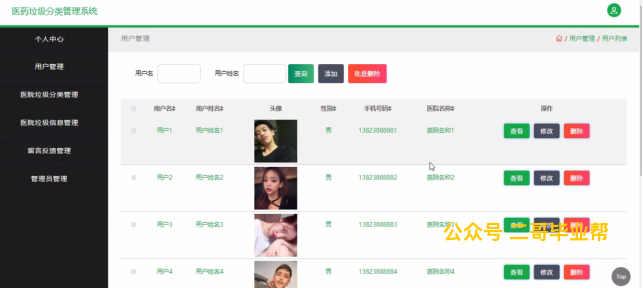 医药垃圾分类管理系统
个人中心
用户管理
医院垃圾分类管理
医院垃圾信息管理
留言反馈管理
管理员管理
用户管理
/ 用户管理 / 用户列表
用户名 用户姓名 查询 添加 批量删除
用户名 用户姓名 头像 性别 手机号码 医院名称 操作
用户1 用户姓名1 男 13823888881 医院名称1 查看 修改 删除
用户2 用户姓名2 男 13823888882 医院名称2 查看 修改 删除
用户3 用户姓名3 男 13823888883 医院名称3 查看 修改 删除
公众号 二哥毕业帮
用户4 用户姓名4 男 13823888884 医院名称4 查看 修改 删除
Top